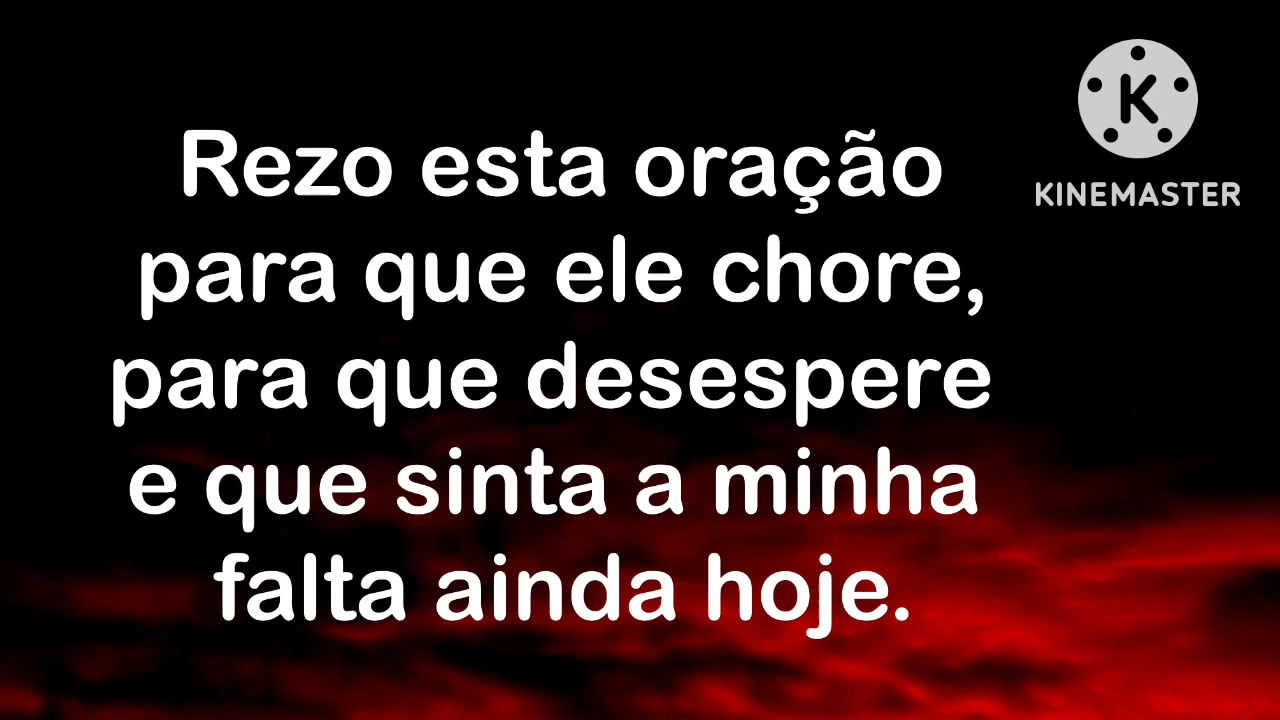 Rezo esta oração
para que ele chore,
para que desespere
e que sinta a minha
falta ainda hoje.
K
KINEMASTER